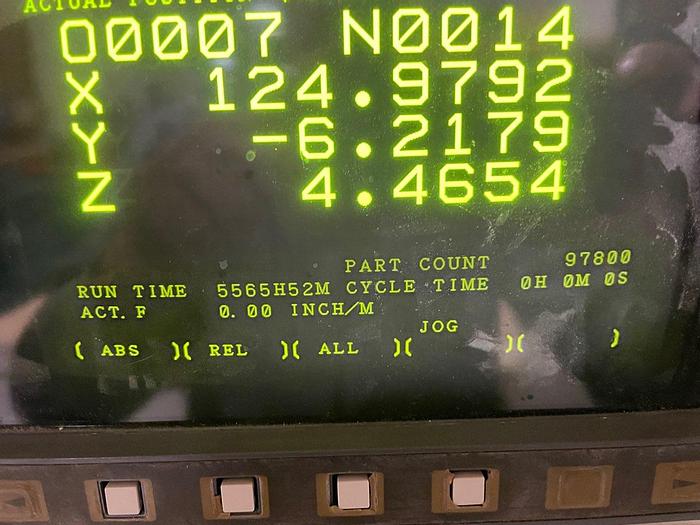 ACTUAL
O0007 N0014
X 124.9792
Y -6.2179
Z 4.4654
PART COUNT 97800
RUN TIME 5565H52M CYCLE TIME 0H 0M 0S
ACT.F 0.00 INCH/M
JOG
( ABS )( REL )( ALL )( )( )